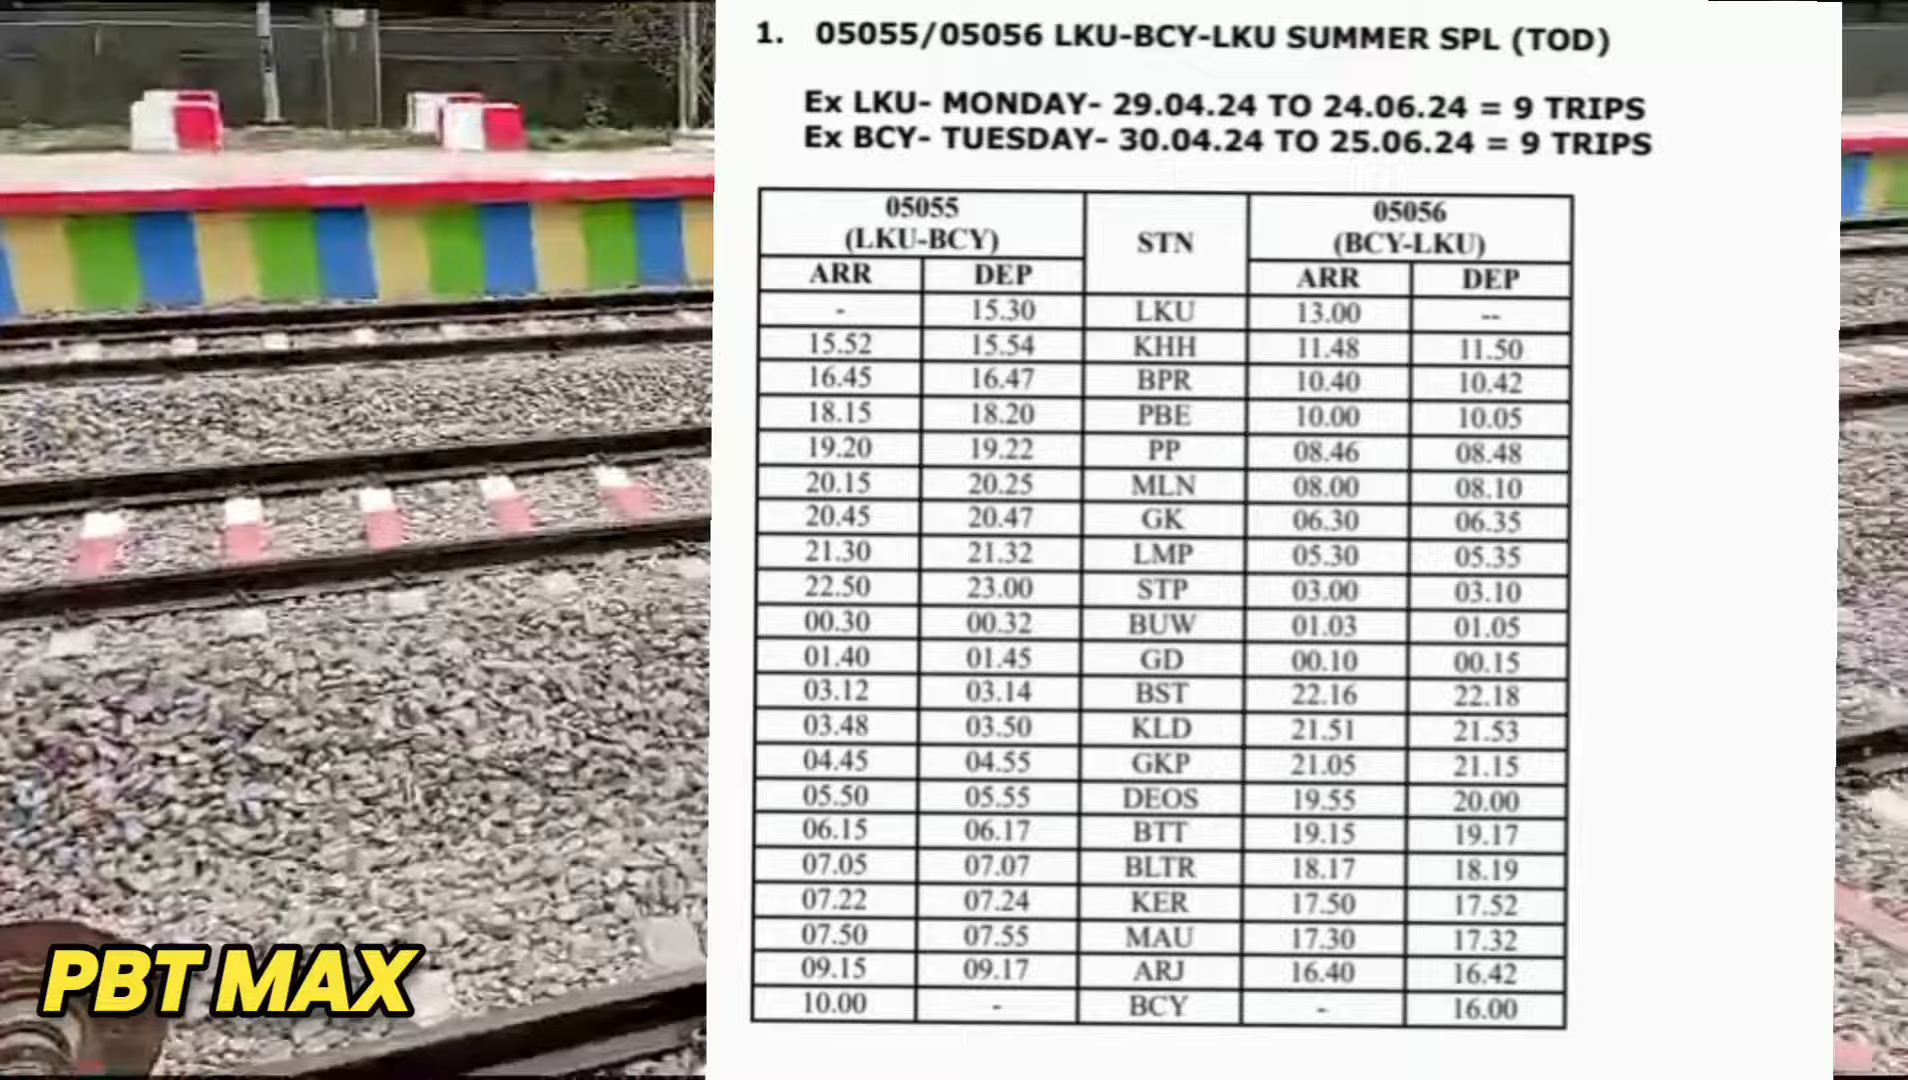 1. 05055/05056 LKU-BCY-LKU SUMMER SPL (TOD)
Ex LKU- MONDAY- 29.04.24 TO 24.06.24 = 9 TRIPS
Ex BCY- TUESDAY- 30.04.24 TO 25.06.24 = 9 TRIPS
05055 (LKU-BCY) STN 05056 (BCY-LKU)
ARR DEP ARR DEP
- 15.30 LKU 13.00 --
15.52 15.54 KHH 11.48 11.50
16.45 16.47 BPR 10.40 10.42
18.15 18.20 PBE 10.00 10.05
19.20 19.22 PP 08.46 08.48
20.15 20.25 MLN 08.00 08.10
20.45 20.47 GK 06.30 06.35
21.30 21.32 LMP 05.30 05.35
22.50 23.00 STP 03.00 03.10
00.30 00.32 BUW 01.03 01.05
01.40 01.45 GD 00.10 00.15
03.12 03.14 BST 22.16 22.18
03.48 03.50 KLD 21.51 21.53
04.45 04.55 GKP 21.05 21.15
05.50 05.55 DEOS 19.55 20.00
06.15 06.17 BTT 19.15 19.17
07.05 07.07 BLTR 18.17 18.19
07.22 07.24 KER 17.50 17.52
07.50 07.55 MAU 17.30 17.32
09.15 09.17 ARJ 16.40 16.42
10.00 - BCY - 16.00
PBT MAX